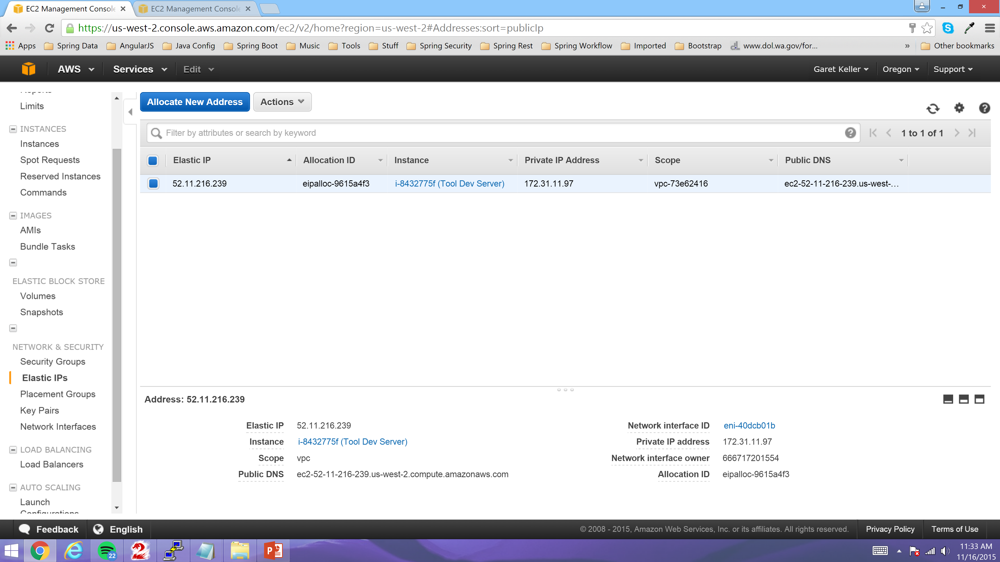 EC2 Management Console
EC2 Management Console
https://us-west-2.console.aws.amazon.com/ec2/v2/home?region=us-west-2#Addresses:sort=publicIp
Apps Spring Data AngularJS Java Config Spring Boot Music Tools Stuff Spring Security Spring Rest Spring Workflow Imported Bootstrap www.dol.wa.gov/for... » Other bookmarks
AWS Services Edit Garet Keller Oregon Support
Reports
Limits
INSTANCES
Instances
Spot Requests
Reserved Instances
Commands
IMAGES
AMIs
Bundle Tasks
ELASTIC BLOCK STORE
Volumes
Snapshots
NETWORK & SECURITY
Security Groups
Elastic IPs
Placement Groups
Key Pairs
Network Interfaces
LOAD BALANCING
Load Balancers
AUTO SCALING
Launch
Configurations
Allocate New Address Actions
Filter by attributes or search by keyword
1 to 1 of 1
Elastic IP Allocation ID Instance Private IP Address Scope Public DNS
52.11.216.239 eipalloc-9615a4f3 i-8432775f (Tool Dev Server) 172.31.11.97 vpc-73e62416 ec2-52-11-216-239.us-west-...
Address: 52.11.216.239
Elastic IP 52.11.216.239
Instance i-8432775f (Tool Dev Server)
Scope vpc
Public DNS ec2-52-11-216-239.us-west-2.compute.amazonaws.com
Network interface ID eni-40dcb01b
Private IP address 172.31.11.97
Network interface owner 666717201554
Allocation ID eipalloc-9615a4f3
Feedback English © 2008 - 2015, Amazon Web Services, Inc. or its affiliates. All rights reserved. Privacy Policy Terms of Use
22
11:33 AM
11/16/2015